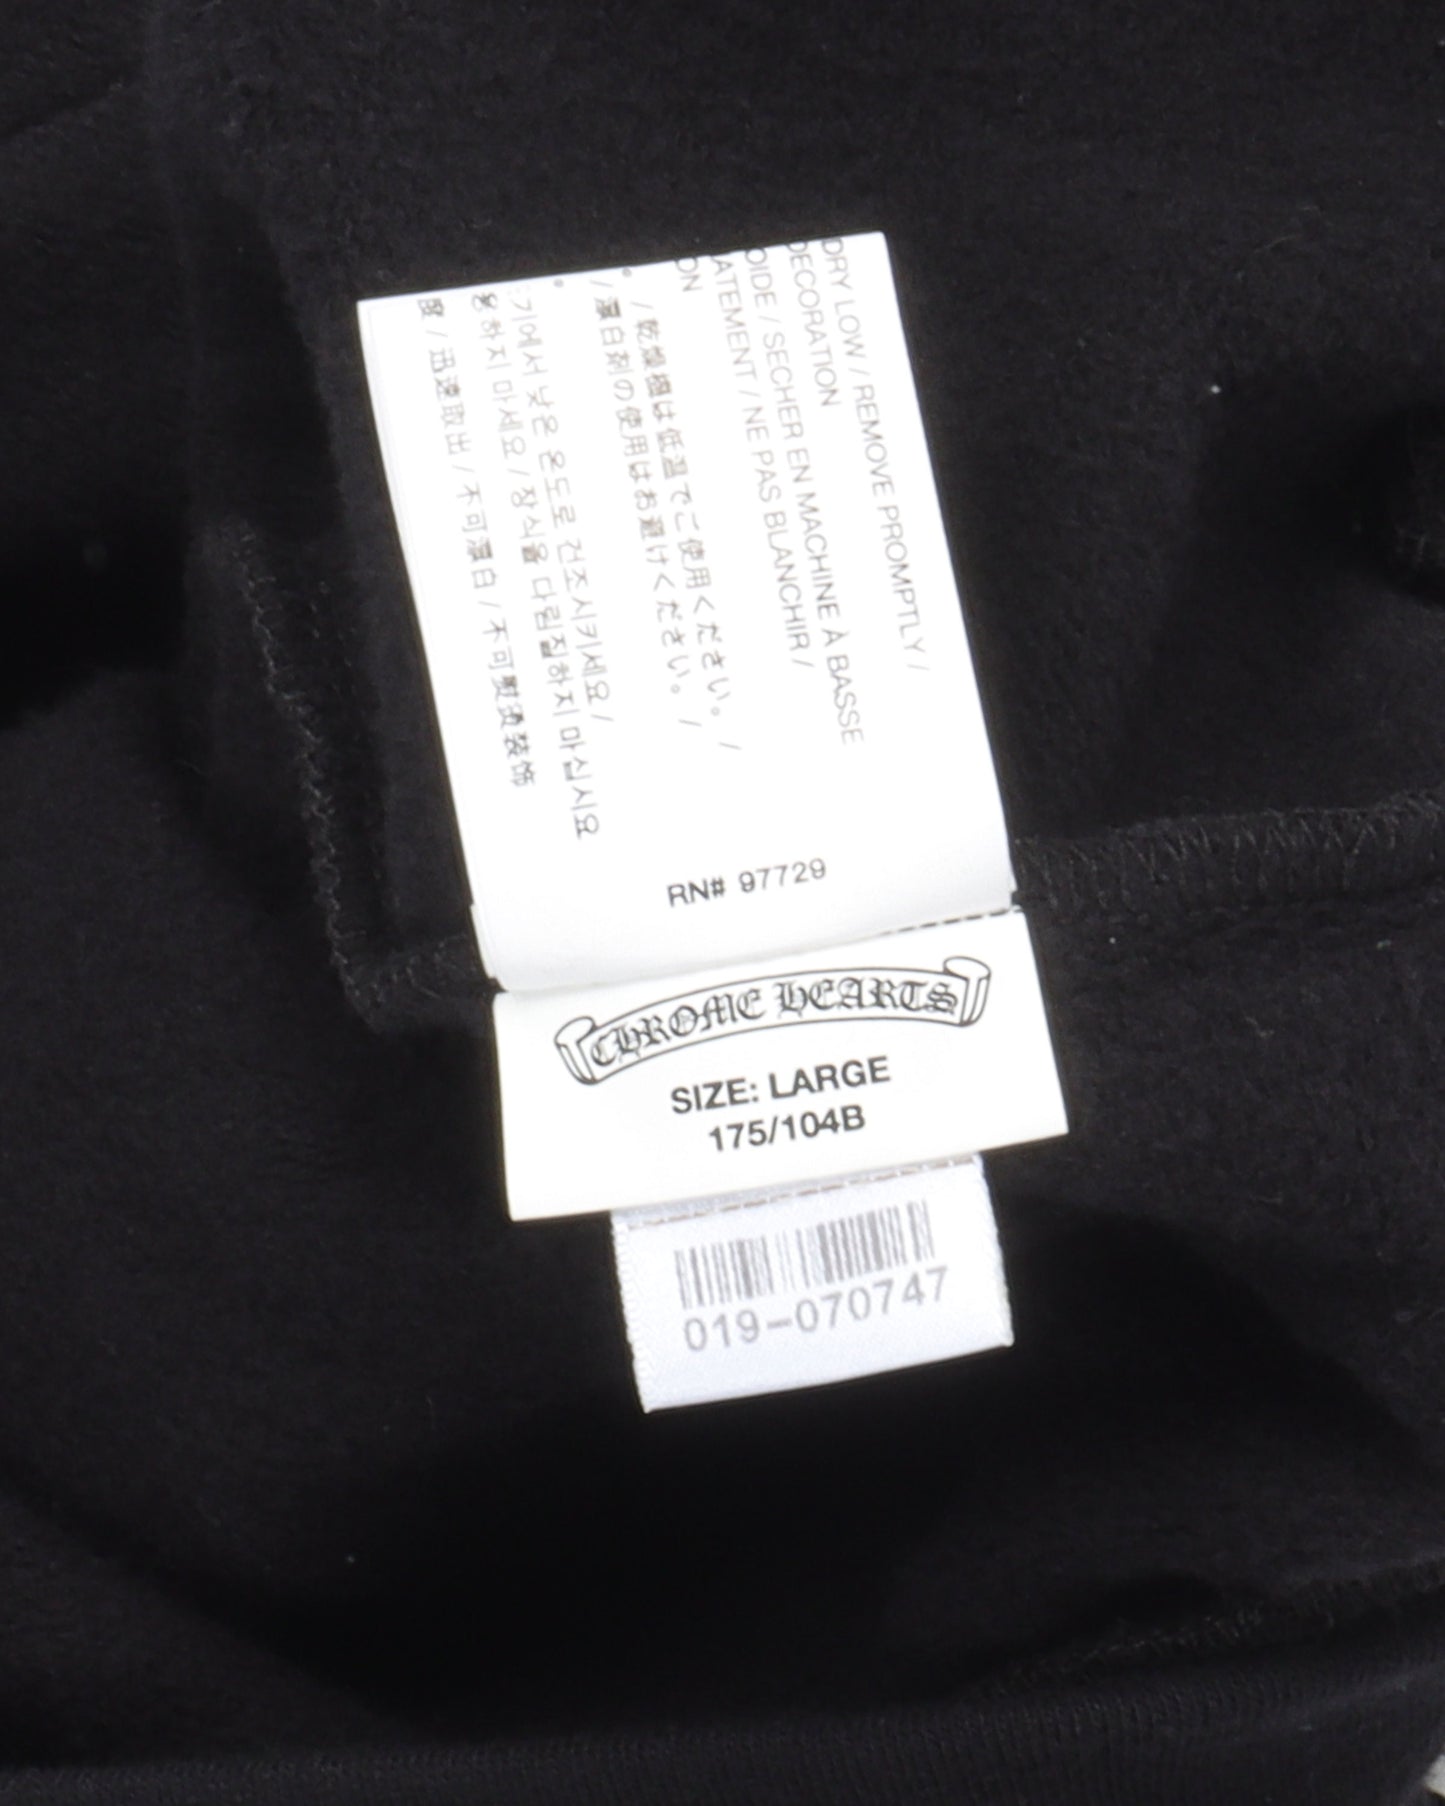 DRY LOW / REMOVE PROMPTLY /
DECORATION
OIDE / SECHER EN MACHINE À BASSE
ATEMENT / NE PAS BLANCHIR /
ON
/ 乾燥機は低温でご使用ください。 /
/ 漂白剤の使用はお避けください。 /
기에서 낮은 온도로 건조시키세요 /
용하지 마세요 / 장식을 다림질하지 마십시오
/ 迅速取出 / 不可漂白 / 不可熨烫装饰
RN# 97729
CHROME HEARTS
SIZE: LARGE
175/104B
019-070747